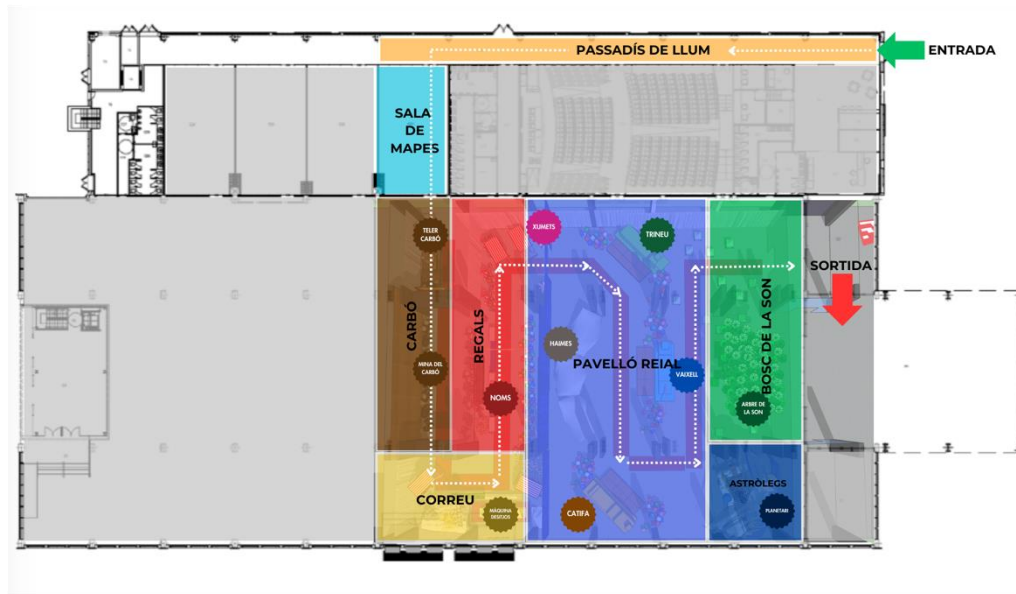 PASSADÍS DE LLUM
ENTRADA
SALA
DE
MAPES
TELER
CARBÓ
XUMETS
TRINEU
SORTIDA
CARBÓ
REGALS
HAIMES
PAVELLÓ REIAL
BOSC DE LA SON
MINA DEL
CARBÓ
NOMS
VAIXELL
ARBRE DE
LA SON
CORREU
MÀQUINA
DESITJOS
CATIFA
ASTRÒLEGS
PLANETARI